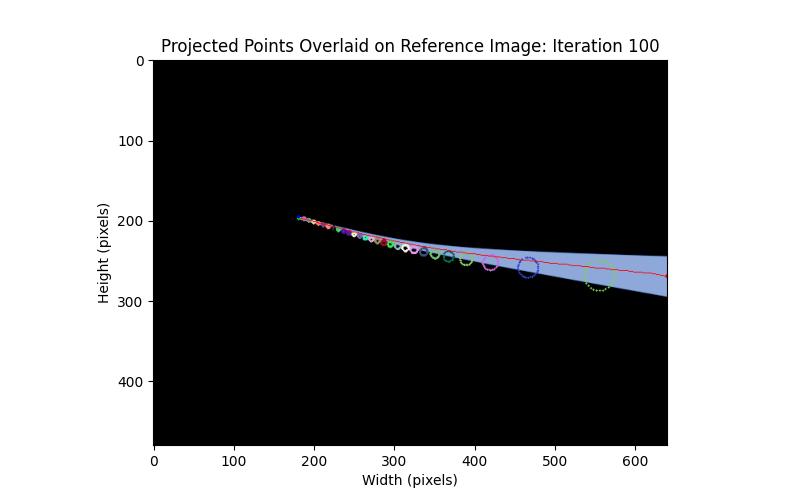 Projected Points Overlaid on Reference Image: Iteration 100
0
100
200
300
400
Height (pixels)
0 100 200 300 400 500 600
Width (pixels)